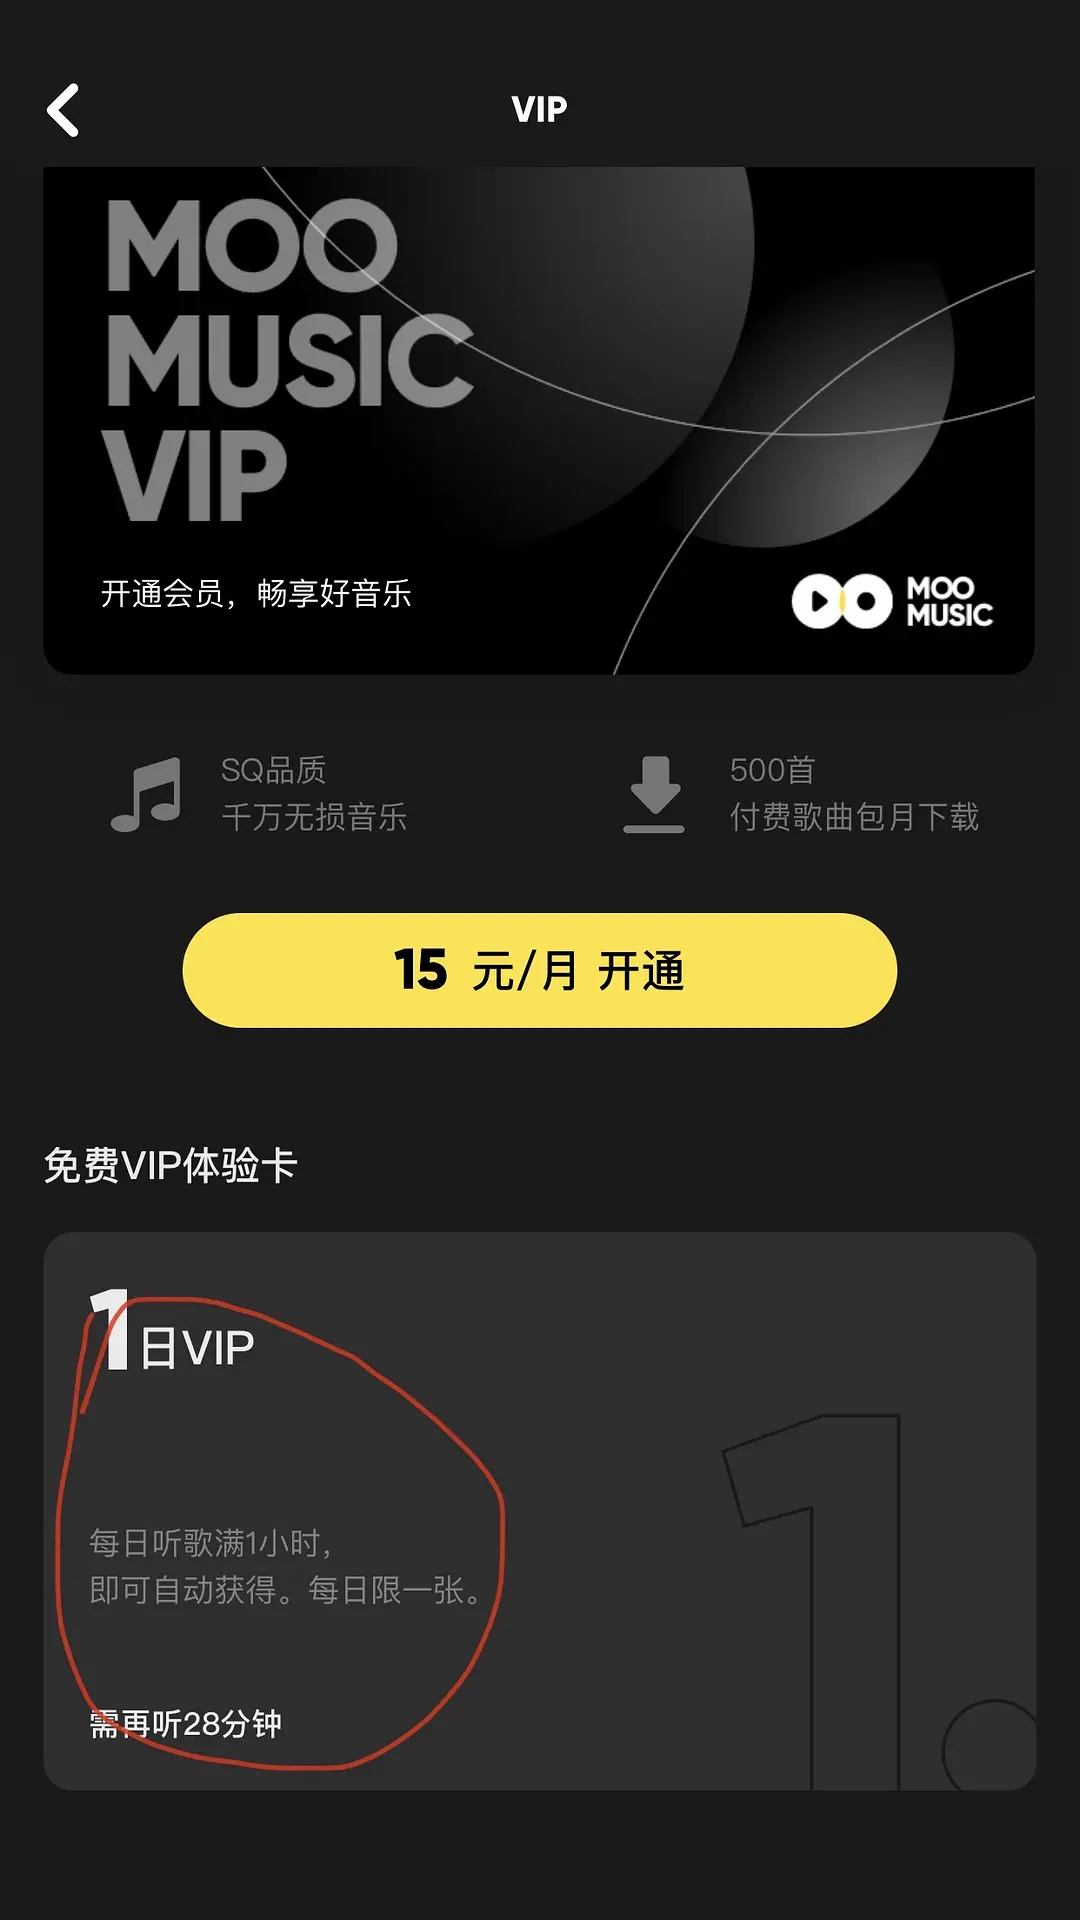 VIP
MOO
MUSIC
VIP
开通会员，畅享好音乐
MOO
MUSIC
SQ品质
千万无损音乐
500首
付费歌曲包月下载
15 元/月 开通
免费VIP体验卡
1日VIP
每日听歌满1小时，
即可自动获得。每日限一张。
需再听28分钟
1.